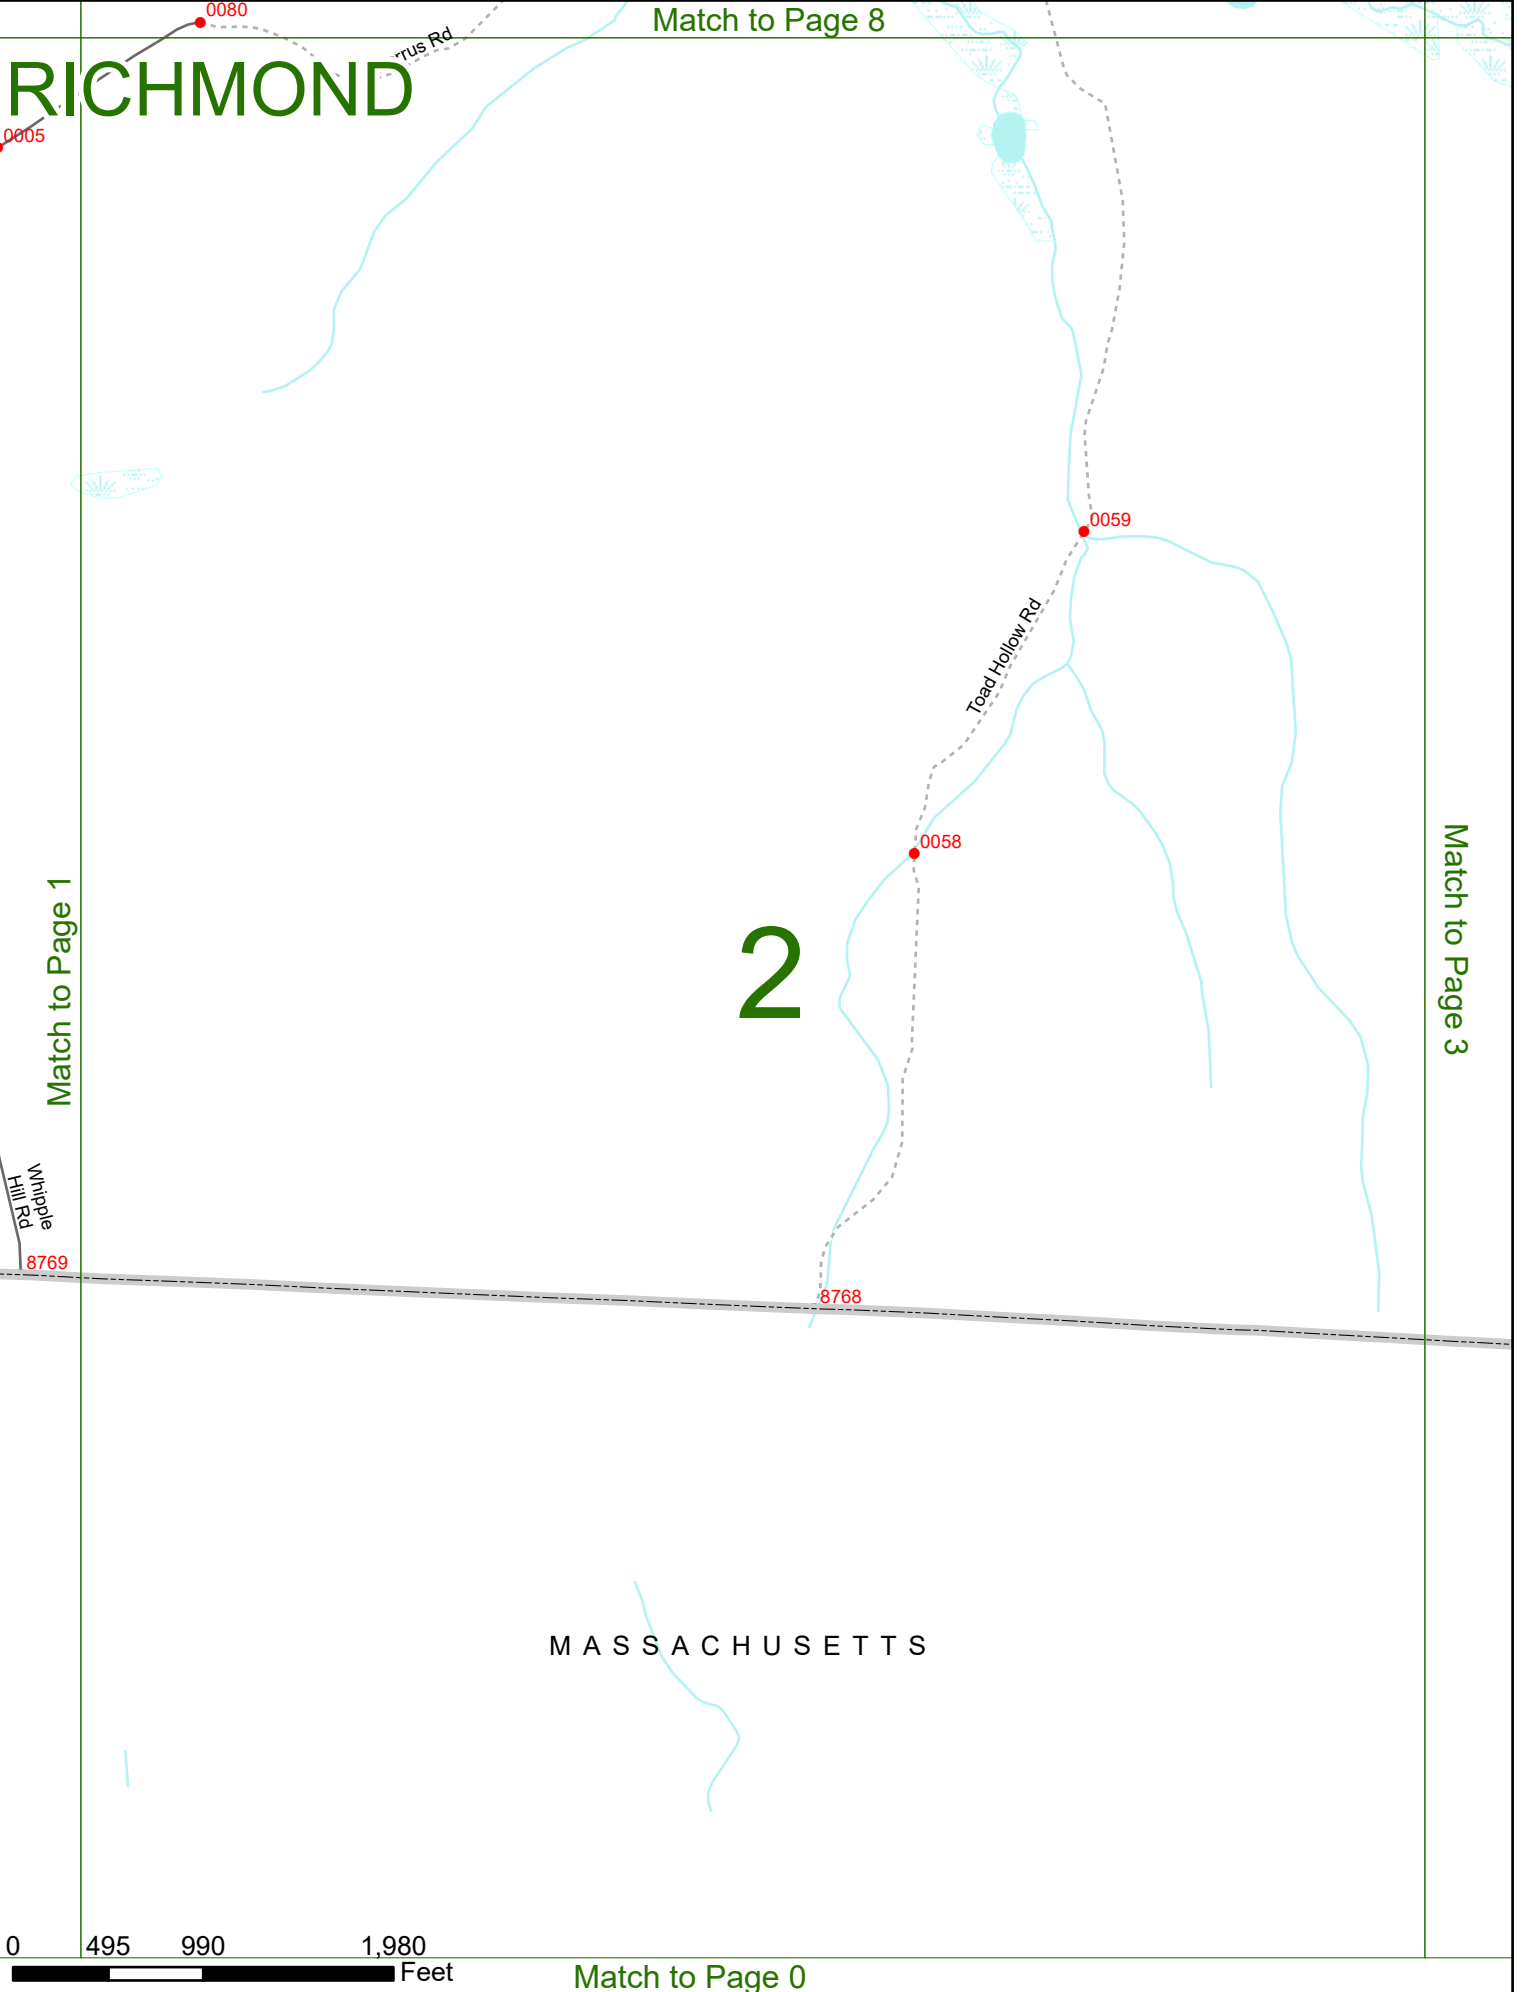 0080
Match to Page 8
Rd
RICHMOND
0005
0059
Toad Hollow Rd
0058
Match to Page 1
2
Match to Page 3
Whipple
Hill Rd
8769
8768
MASSACHUSETTS
0 495 990 1,980
Feet
Match to Page 0